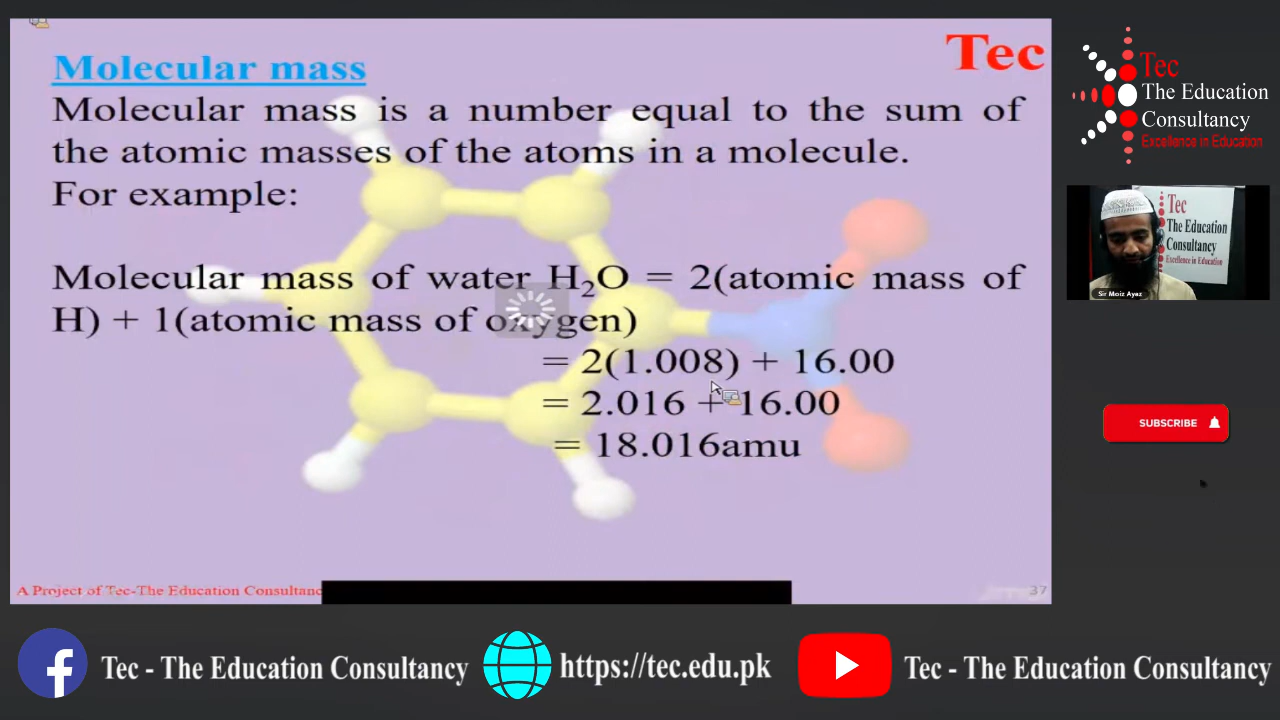 Molecular mass
Tec
Molecular mass is a number equal to the sum of
the atomic masses of the atoms in a molecule.
For example:
Molecular mass of water H₂O = 2(atomic mass of
H) + 1(atomic mass of oxygen)
= 2(1.008) + 16.00
= 2.016 + 16.00
= 18.016amu
A Project of Tec-The Education Consultanc
37
Tec
The Education
Consultancy
Excellence in Education
Tec
The Education
Consultancy
Excellence in Education
Sir Moiz Ayaz
SUBSCRIBE
Tec - The Education Consultancy
https://tec.edu.pk
Tec - The Education Consultancy